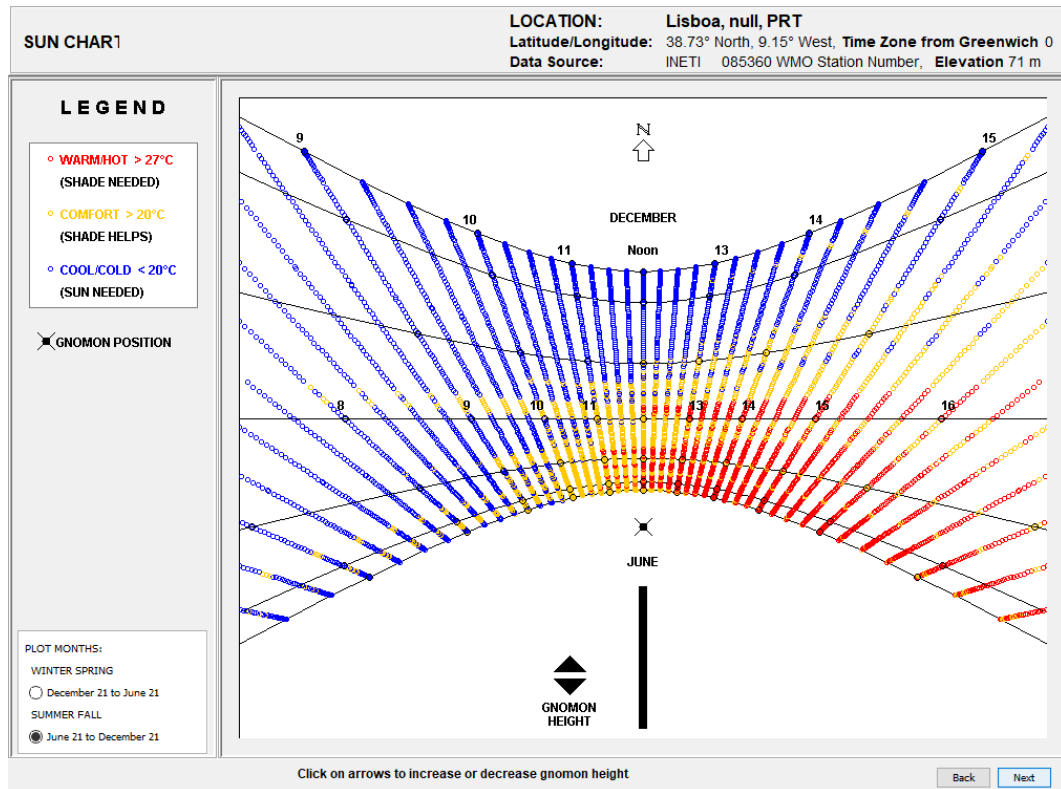 SUN CHART
LOCATION: Lisboa, null, PRT
Latitude/Longitude: 38.73° North, 9.15° West, Time Zone from Greenwich 0
Data Source: INETI 085360 WMO Station Number, Elevation 71 m
LEGEND
WARM/HOT > 27°C
(SHADE NEEDED)
COMFORT > 20°C
(SHADE HELPS)
COOL/COLD < 20°C
(SUN NEEDED)
GNOMON POSITION
PLOT MONTHS:
WINTER SPRING
December 21 to June 21
SUMMER FALL
June 21 to December 21
N
9 15
DECEMBER
10 14
11 Noon 13
8 9 10 11 13 14 15 16
JUNE
GNOMON
HEIGHT
Click on arrows to increase or decrease gnomon height
Back Next